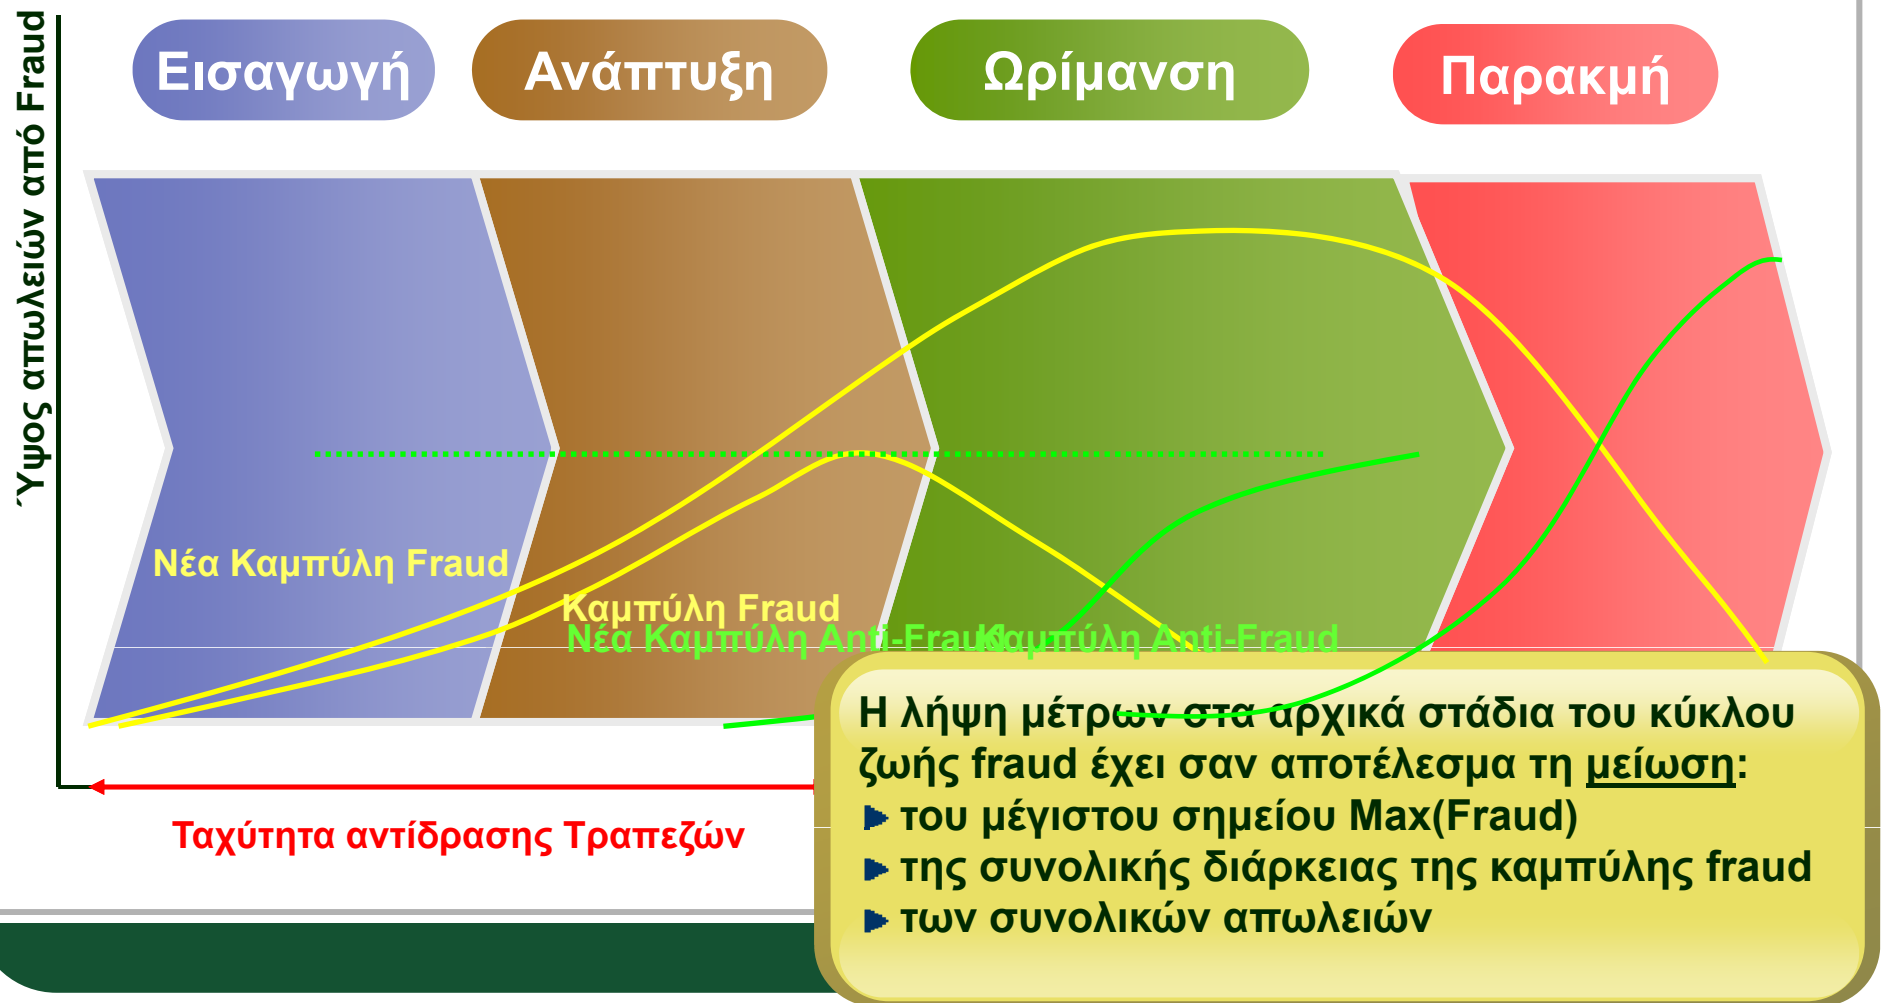 Ύψος απωλειών από Fraud
Εισαγωγή
Ανάπτυξη
Ωρίμανση
Παρακμή
Νέα Καμπύλη Fraud
Καμπύλη Fraud
Νέα Καμπύλη Anti-Fraud
Καμπύλη Anti-Fraud
Ταχύτητα αντίδρασης Τραπεζών
Η λήψη μέτρων στα αρχικά στάδια του κύκλου
ζωής fraud έχει σαν αποτέλεσμα τη μείωση:
του μέγιστου σημείου Max(Fraud)
της συνολικής διάρκειας της καμπύλης fraud
των συνολικών απωλειών